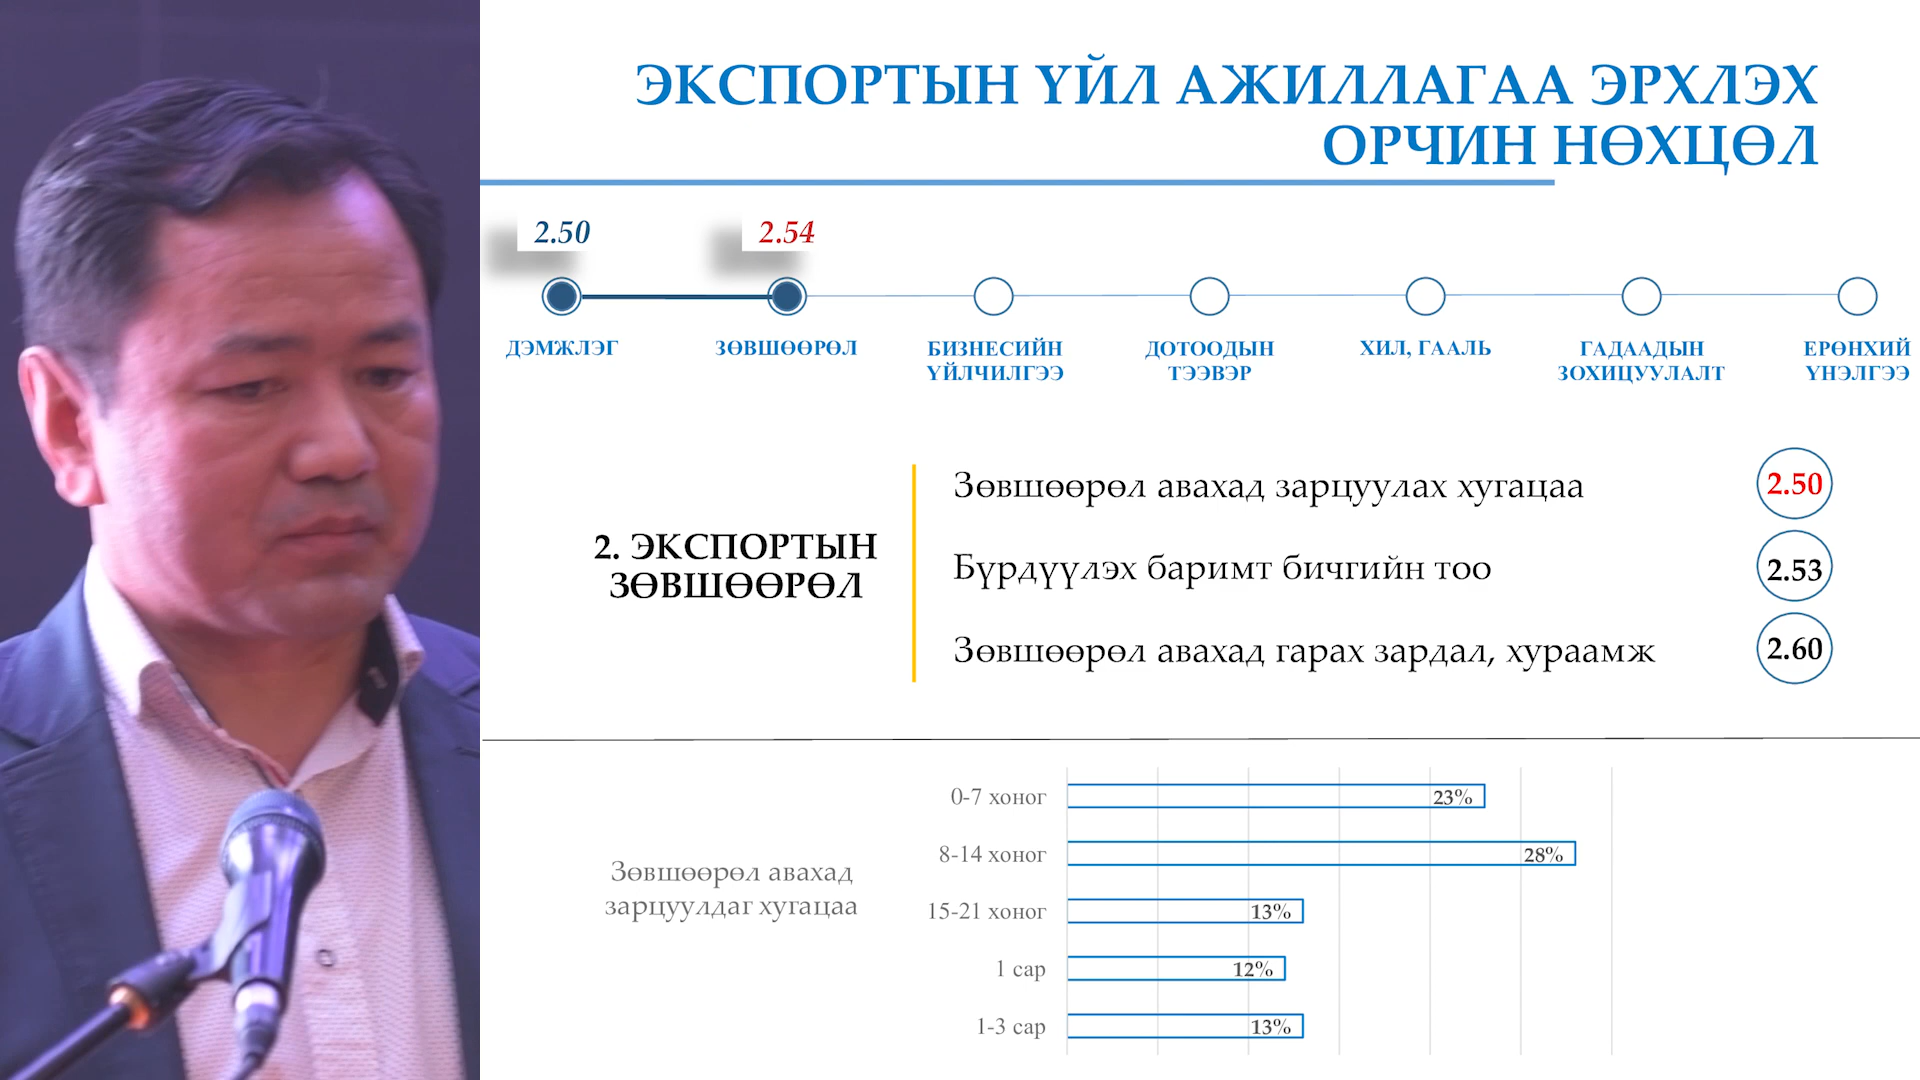 ЭКСПОРТЫН ҮЙЛ АЖИЛЛАГАА ЭРХЛЭХ
ОРЧИН НӨХЦӨЛ
2.50
2.54
ДЭМЖЛЭГ
ЗӨВШӨӨРӨЛ
БИЗНЕСИЙН
ҮЙЛЧИЛГЭЭ
ДОТООДЫН
ТЭЭВЭР
ХИЛ, ГААЛЬ
ГАДААДЫН
ЗОХИЦУУЛАЛТ
ЕРӨНХИЙ
ҮНЭЛГЭЭ
2. ЭКСПОРТЫН
ЗӨВШӨӨРӨЛ
Зөвшөөрөл авахад зарцуулах хугацаа 2.50
Бүрдүүлэх баримт бичгийн тоо 2.53
Зөвшөөрөл авахад гарах зардал, хураамж 2.60
Зөвшөөрөл авахад
зарцуулдаг хугацаа
0-7 хоног 23%
8-14 хоног 28%
15-21 хоног 13%
1 сар 12%
1-3 сар 13%